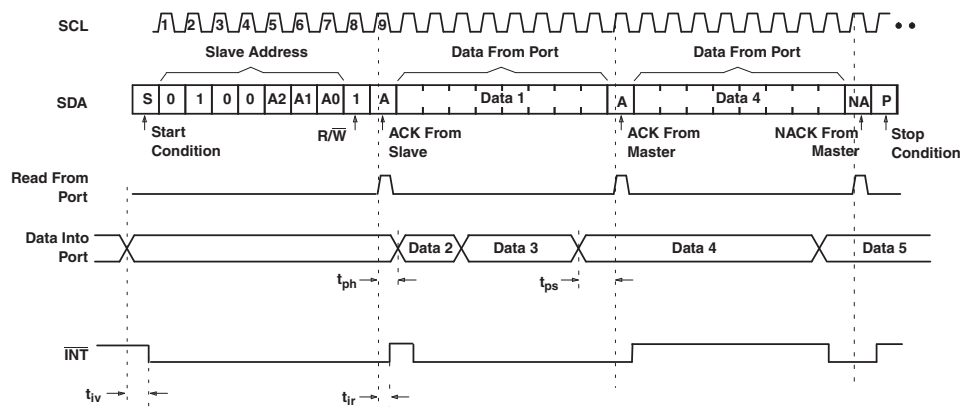 SCL
1 2 3 4 5 6 7 8 9
Slave Address
Data From Port
Data From Port
SDA
S 0 1 0 0 A2 A1 A0 1 A Data 1 A Data 4 NA P
Start
Condition
R/W̅
ACK From
Slave
ACK From
Master
NACK From
Master
Stop
Condition
Read From
Port
Data Into
Port
Data 2 Data 3 Data 4 Data 5
tph
tps
I̅N̅T̅
tiv
tir